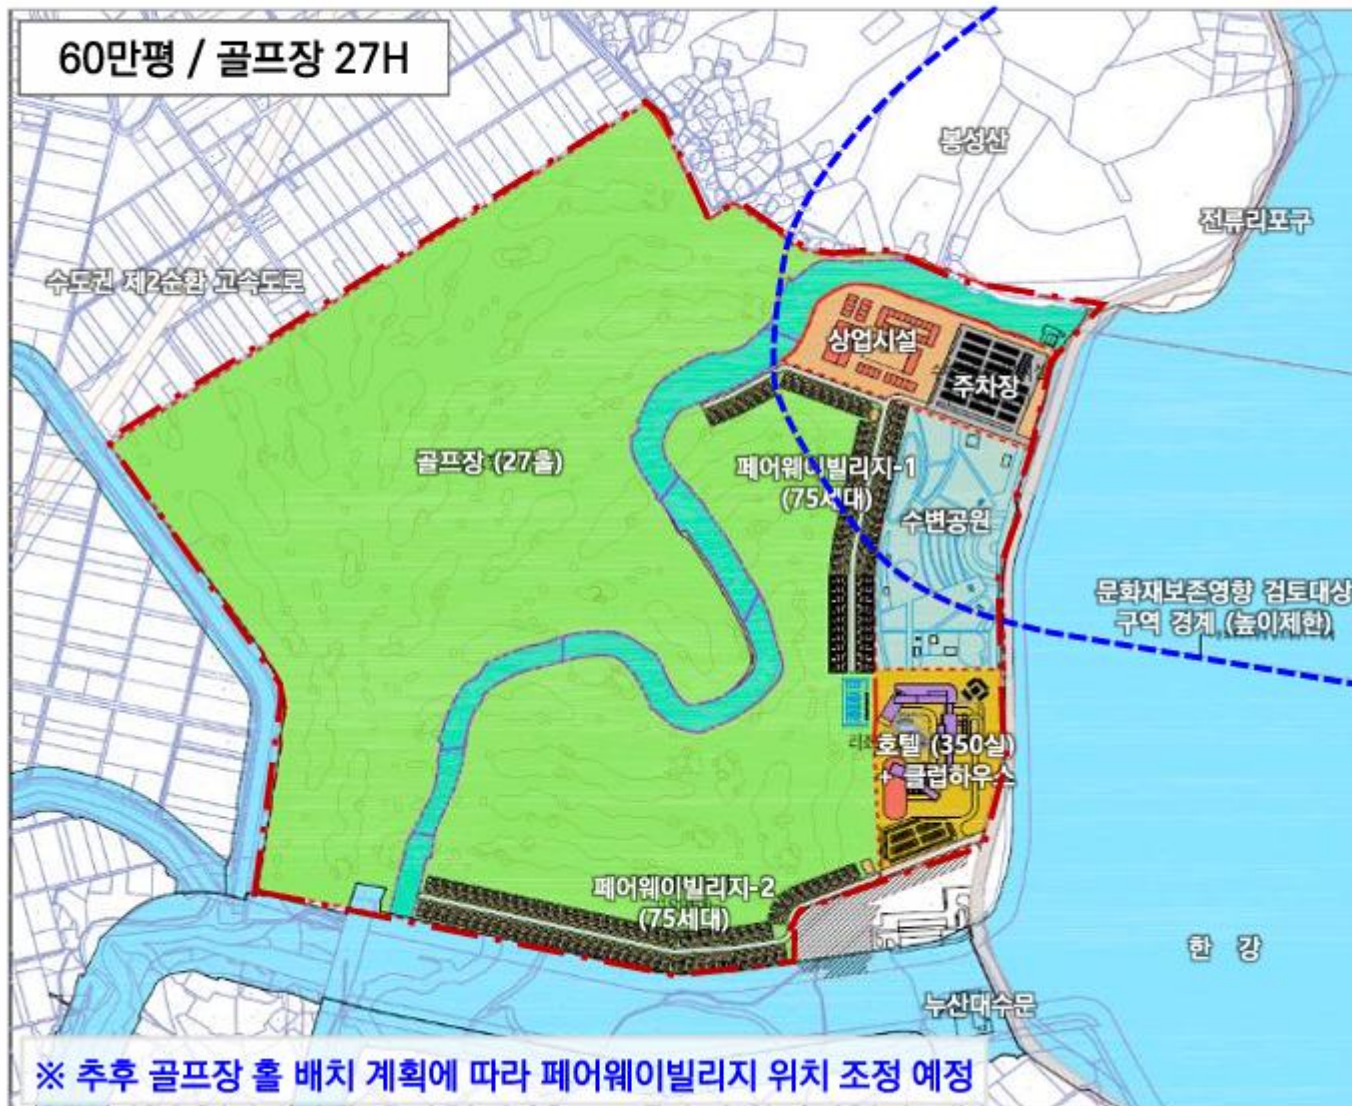 60만평 / 골프장 27H
봉성산
전류리포구
수도권 제2순환 고속도로
상업시설
주차장
골프장 (27홀)
페어웨이빌리지-1
(75세대)
수변공원
문화재보존영향 검토대상
구역 경계 (높이제한)
호텔 (350실)
+ 클럽하우스
페어웨이빌리지-2
(75세대)
한 강
누산대수문
※ 추후 골프장 홀 배치 계획에 따라 페어웨이빌리지 위치 조정 예정